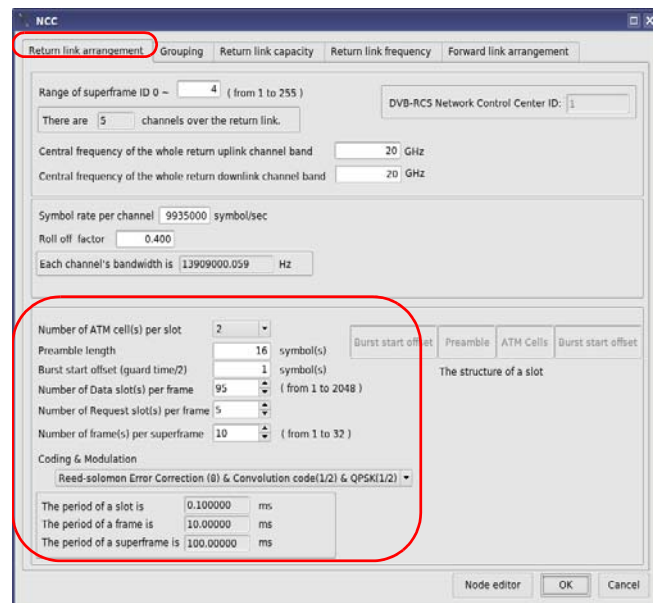 NCC
Return link arrangement Grouping Return link capacity Return link frequency Forward link arrangement
Range of superframe ID 0 ~ 4 ( from 1 to 255 )
DVB-RCS Network Control Center ID: 1
There are 5 channels over the return link.
Central frequency of the whole return uplink channel band 20 GHz
Central frequency of the whole return downlink channel band 20 GHz
Symbol rate per channel 9935000 symbol/sec
Roll off factor 0.400
Each channel's bandwidth is 13909000.059 Hz
Number of ATM cell(s) per slot 2
Burst start offset Preamble ATM Cells Burst start offset
Preamble length 16 symbol(s)
Burst start offset (guard time/2) 1 symbol(s)
The structure of a slot
Number of Data slot(s) per frame 95 ( from 1 to 2048 )
Number of Request slot(s) per frame 5
Number of frame(s) per superframe 10 ( from 1 to 32 )
Coding & Modulation
Reed-solomon Error Correction (8) & Convolution code(1/2) & QPSK(1/2)
The period of a slot is 0.100000 ms
The period of a frame is 10.00000 ms
The period of a superframe is 100.00000 ms
Node editor OK Cancel